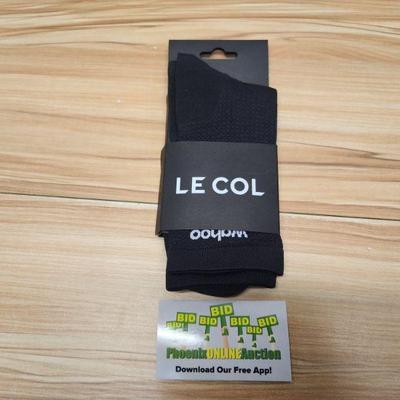 LE COL
wahoo
BID
BID
BID
BID
BID
BID
PhoenixONLINEAuction
Download Our Free App!